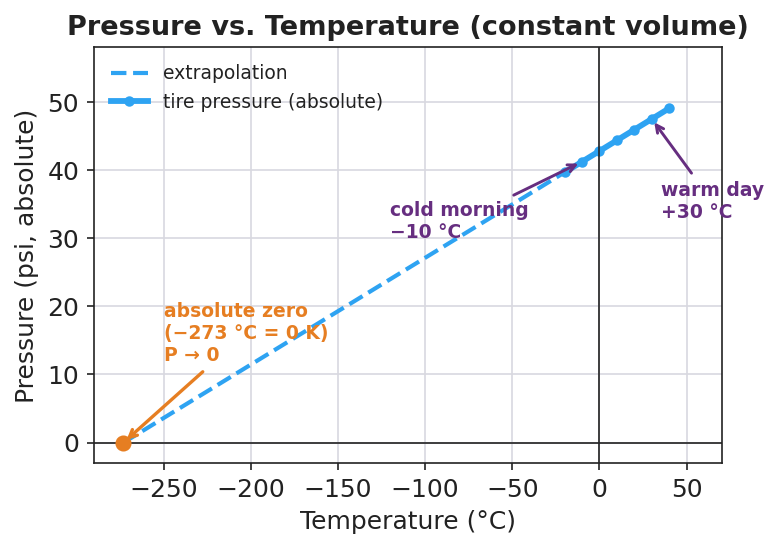 Pressure vs. Temperature (constant volume)
extrapolation
tire pressure (absolute)
Pressure (psi, absolute)
50
40
30
20
10
0
warm day
+30 °C
cold morning
−10 °C
absolute zero
(−273 °C = 0 K)
P → 0
−250
−200
−150
−100
−50
0
50
Temperature (°C)